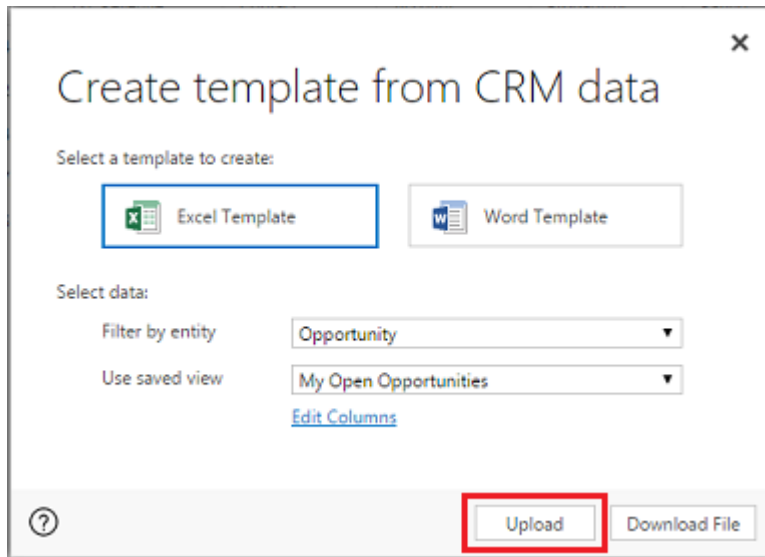 Create template from CRM data
Select a template to create:
Excel Template
Word Template
Select data:
Filter by entity
Opportunity
Use saved view
My Open Opportunities
Edit Columns
Upload
Download File